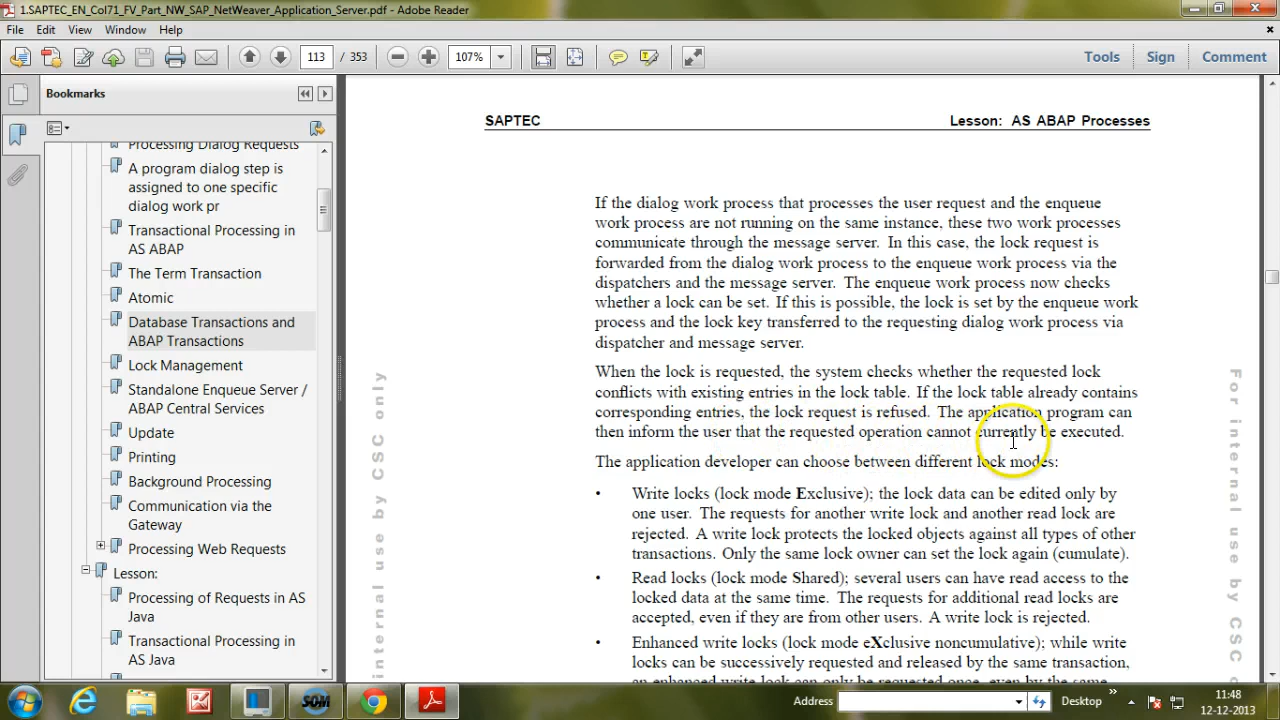 1.SAPTEC_EN_Col71_FV_Part_NW_SAP_NetWeaver_Application_Server.pdf - Adobe Reader
File Edit View Window Help
113 / 353 107% Tools Sign Comment
Bookmarks
Processing Dialog Requests
A program dialog step is
assigned to one specific
dialog work pr
Transactional Processing in
AS ABAP
The Term Transaction
Atomic
Database Transactions and
ABAP Transactions
Lock Management
Standalone Enqueue Server /
ABAP Central Services
Update
Printing
Background Processing
Communication via the
Gateway
Processing Web Requests
Lesson:
Processing of Requests in AS
Java
Transactional Processing in
AS Java
SAPTEC Lesson: AS ABAP Processes
If the dialog work process that processes the user request and the enqueue
work process are not running on the same instance, these two work processes
communicate through the message server. In this case, the lock request is
forwarded from the dialog work process to the enqueue work process via the
dispatchers and the message server. The enqueue work process now checks
whether a lock can be set. If this is possible, the lock is set by the enqueue work
process and the lock key transferred to the requesting dialog work process via
dispatcher and message server.
When the lock is requested, the system checks whether the requested lock
conflicts with existing entries in the lock table. If the lock table already contains
corresponding entries, the lock request is refused. The application program can
then inform the user that the requested operation cannot currently be executed.
The application developer can choose between different lock modes:
• Write locks (lock mode Exclusive); the lock data can be edited only by
one user. The requests for another write lock and another read lock are
rejected. A write lock protects the locked objects against all types of other
transactions. Only the same lock owner can set the lock again (cumulate).
• Read locks (lock mode Shared); several users can have read access to the
locked data at the same time. The requests for additional read locks are
accepted, even if they are from other users. A write lock is rejected.
• Enhanced write locks (lock mode eXclusive noncumulative); while write
locks can be successively requested and released by the same transaction,
an enhanced write lock can only be requested once, even by the same
internal use by CSC only
For internal use by CSC
SOM
Address
Desktop
11:48
12-12-2013